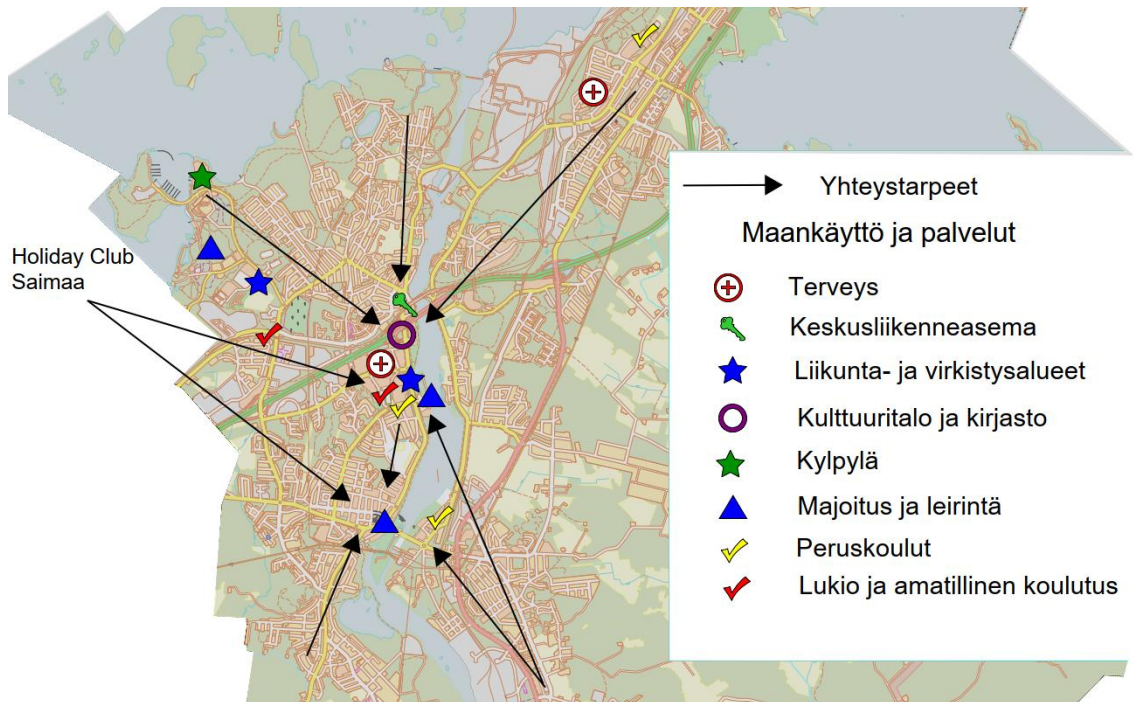 Holiday Club
Saimaa
Yhteystarpeet
Maankäyttö ja palvelut
Terveys
Keskusliikenneasema
Liikunta- ja virkistysalueet
Kulttuuritalo ja kirjasto
Kylpylä
Majoitus ja leirintä
Peruskoulut
Lukio ja amatillinen koulutus